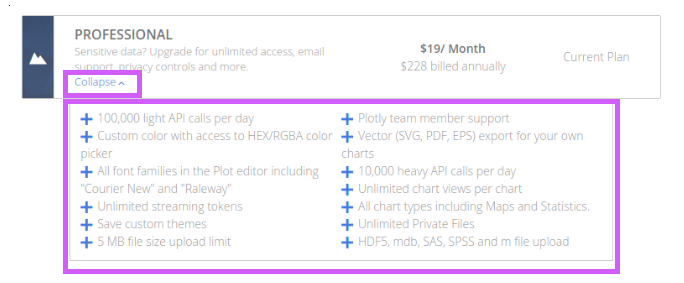 PROFESSIONAL
Sensitive data? Upgrade for unlimited access, email
support, privacy controls and more.
Collapse
$19/ Month
$228 billed annually
Current Plan
100,000 light API calls per day
Custom color with access to HEX/RGBA color
picker
All font families in the Plot editor including
"Courier New" and "Raleway"
Unlimited streaming tokens
Save custom themes
5 MB file size upload limit
Plotly team member support
Vector (SVG, PDF, EPS) export for your own
charts
10,000 heavy API calls per day
Unlimited chart views per chart
All chart types including Maps and Statistics.
Unlimited Private Files
HDF5, mdb, SAS, SPSS and m file upload